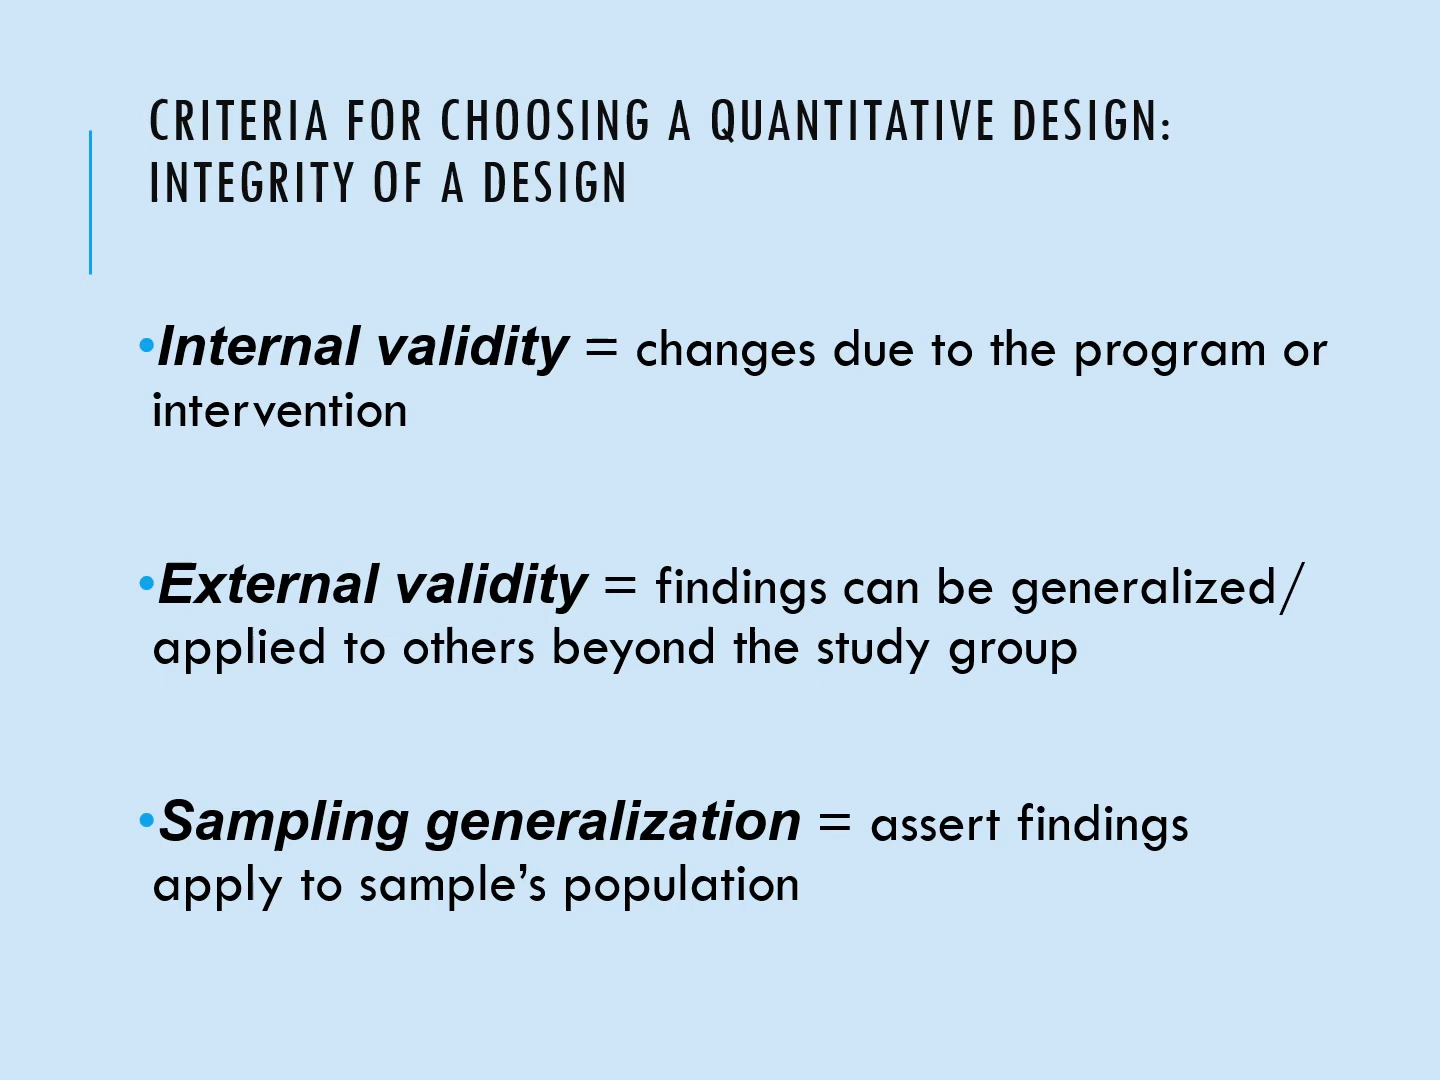 CRITERIA FOR CHOOSING A QUANTITATIVE DESIGN:
INTEGRITY OF A DESIGN
•Internal validity = changes due to the program or
intervention
•External validity = findings can be generalized/
applied to others beyond the study group
•Sampling generalization = assert findings
apply to sample’s population